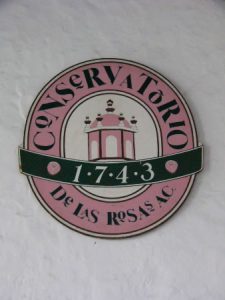 CONSERVATORIO
1·7·4·3
De LAS ROSAS A.C.